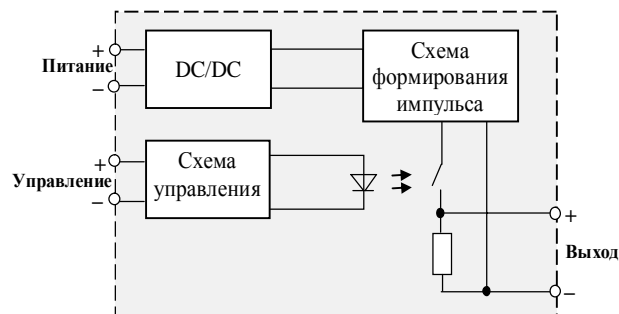 +
Питание
−
DC/DC
Схема
формирования
импульса
+
Управление
−
Схема
управления
+
Выход
−